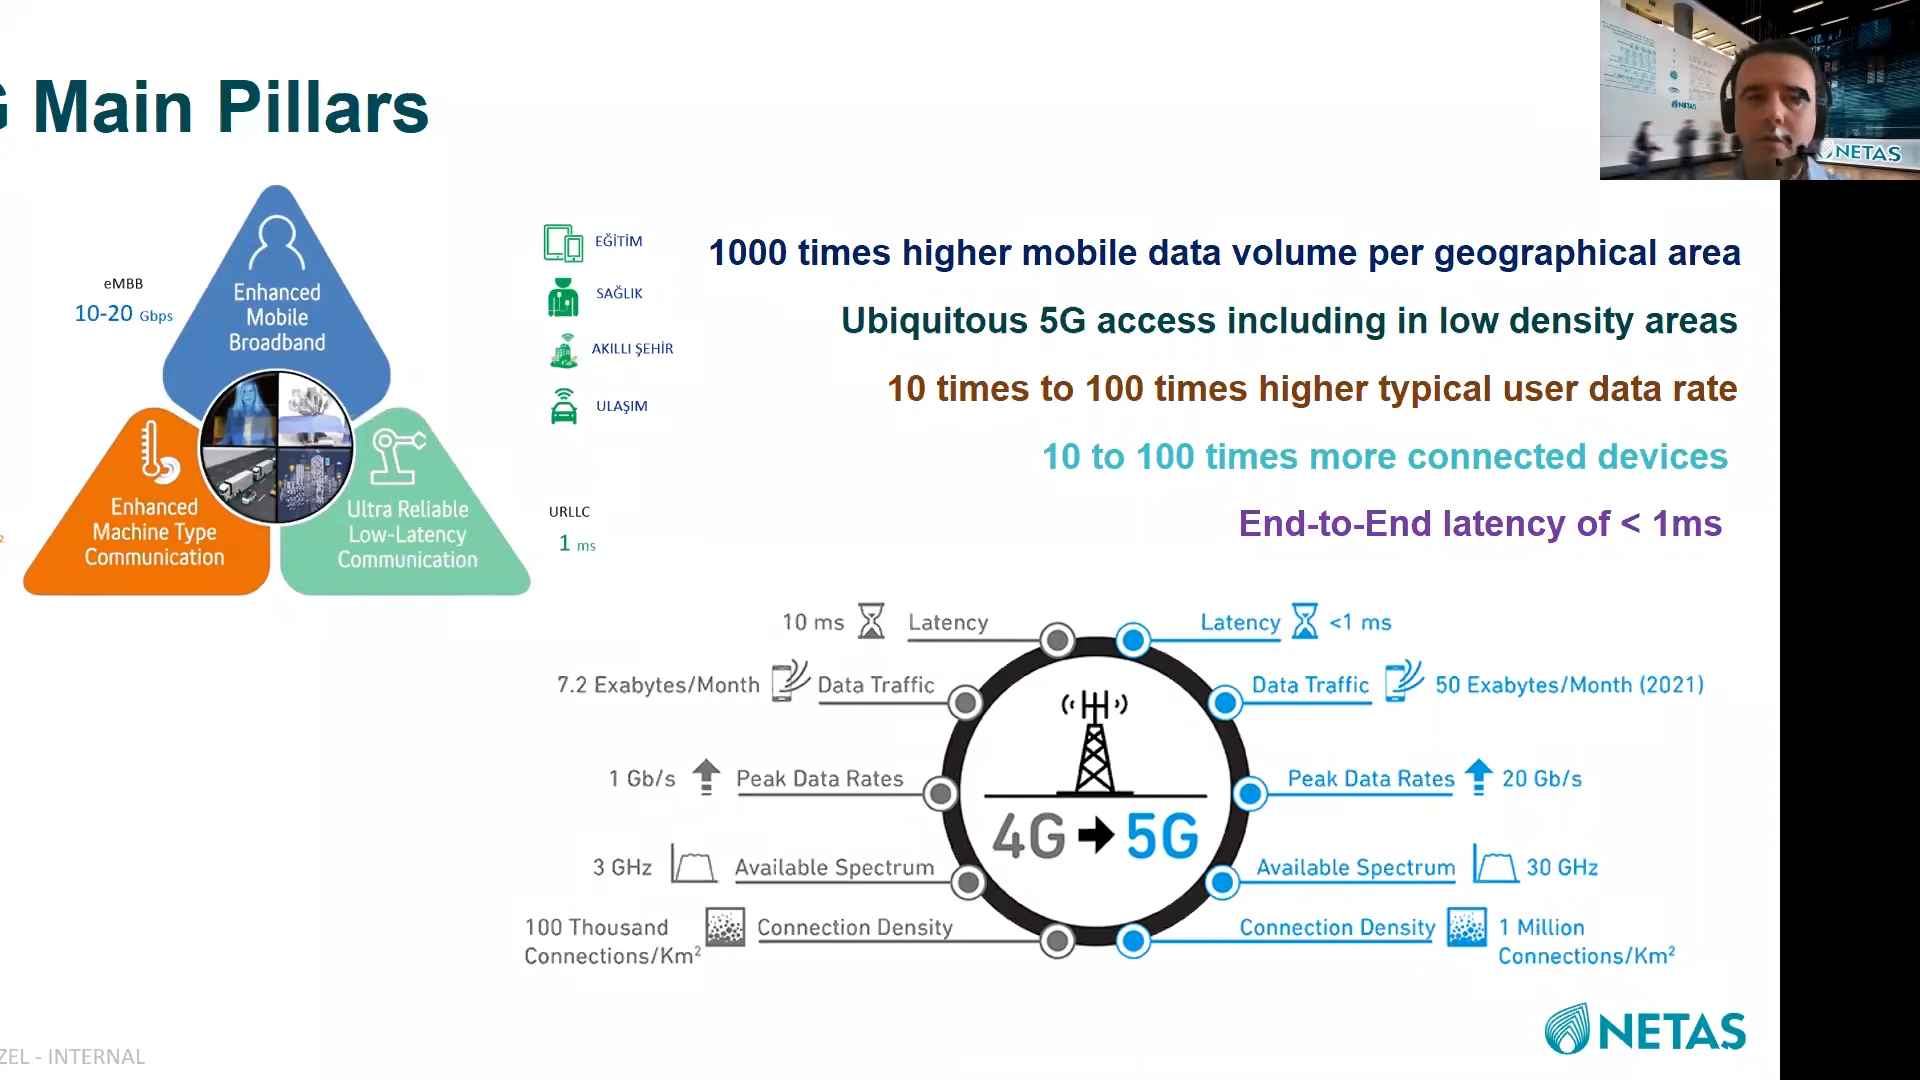 G Main Pillars
eMBB
10-20 Gbps
Enhanced
Mobile
Broadband
Enhanced
Machine Type
Communication
Ultra Reliable
Low-Latency
Communication
URLLC
1 ms
EĞİTİM
SAĞLIK
AKILLI ŞEHİR
ULAŞIM
1000 times higher mobile data volume per geographical area
Ubiquitous 5G access including in low density areas
10 times to 100 times higher typical user data rate
10 to 100 times more connected devices
End-to-End latency of < 1ms
10 ms Latency
7.2 Exabytes/Month Data Traffic
1 Gb/s Peak Data Rates
3 GHz Available Spectrum
100 Thousand
Connections/Km² Connection Density
4G → 5G
Latency <1 ms
Data Traffic 50 Exabytes/Month (2021)
Peak Data Rates 20 Gb/s
Available Spectrum 30 GHz
Connection Density 1 Million
Connections/Km²
NETAS
NETAS
NETAS
ZEL - INTERNAL